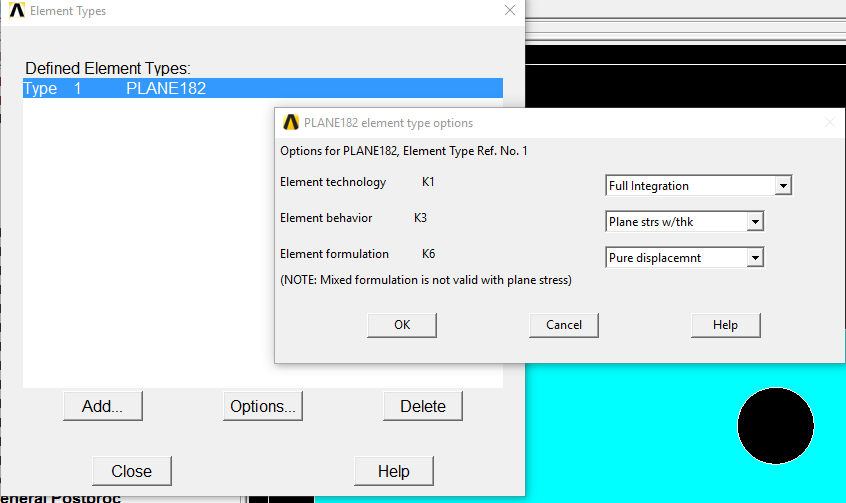 Element Types
Defined Element Types:
Type 1 PLANE182
PLANE182 element type options
Options for PLANE182, Element Type Ref. No. 1
Element technology K1 Full Integration
Element behavior K3 Plane strs w/thk
Element formulation K6 Pure displacemnt
(NOTE: Mixed formulation is not valid with plane stress)
OK Cancel Help
Add... Options... Delete
Close Help
eneral Postproc